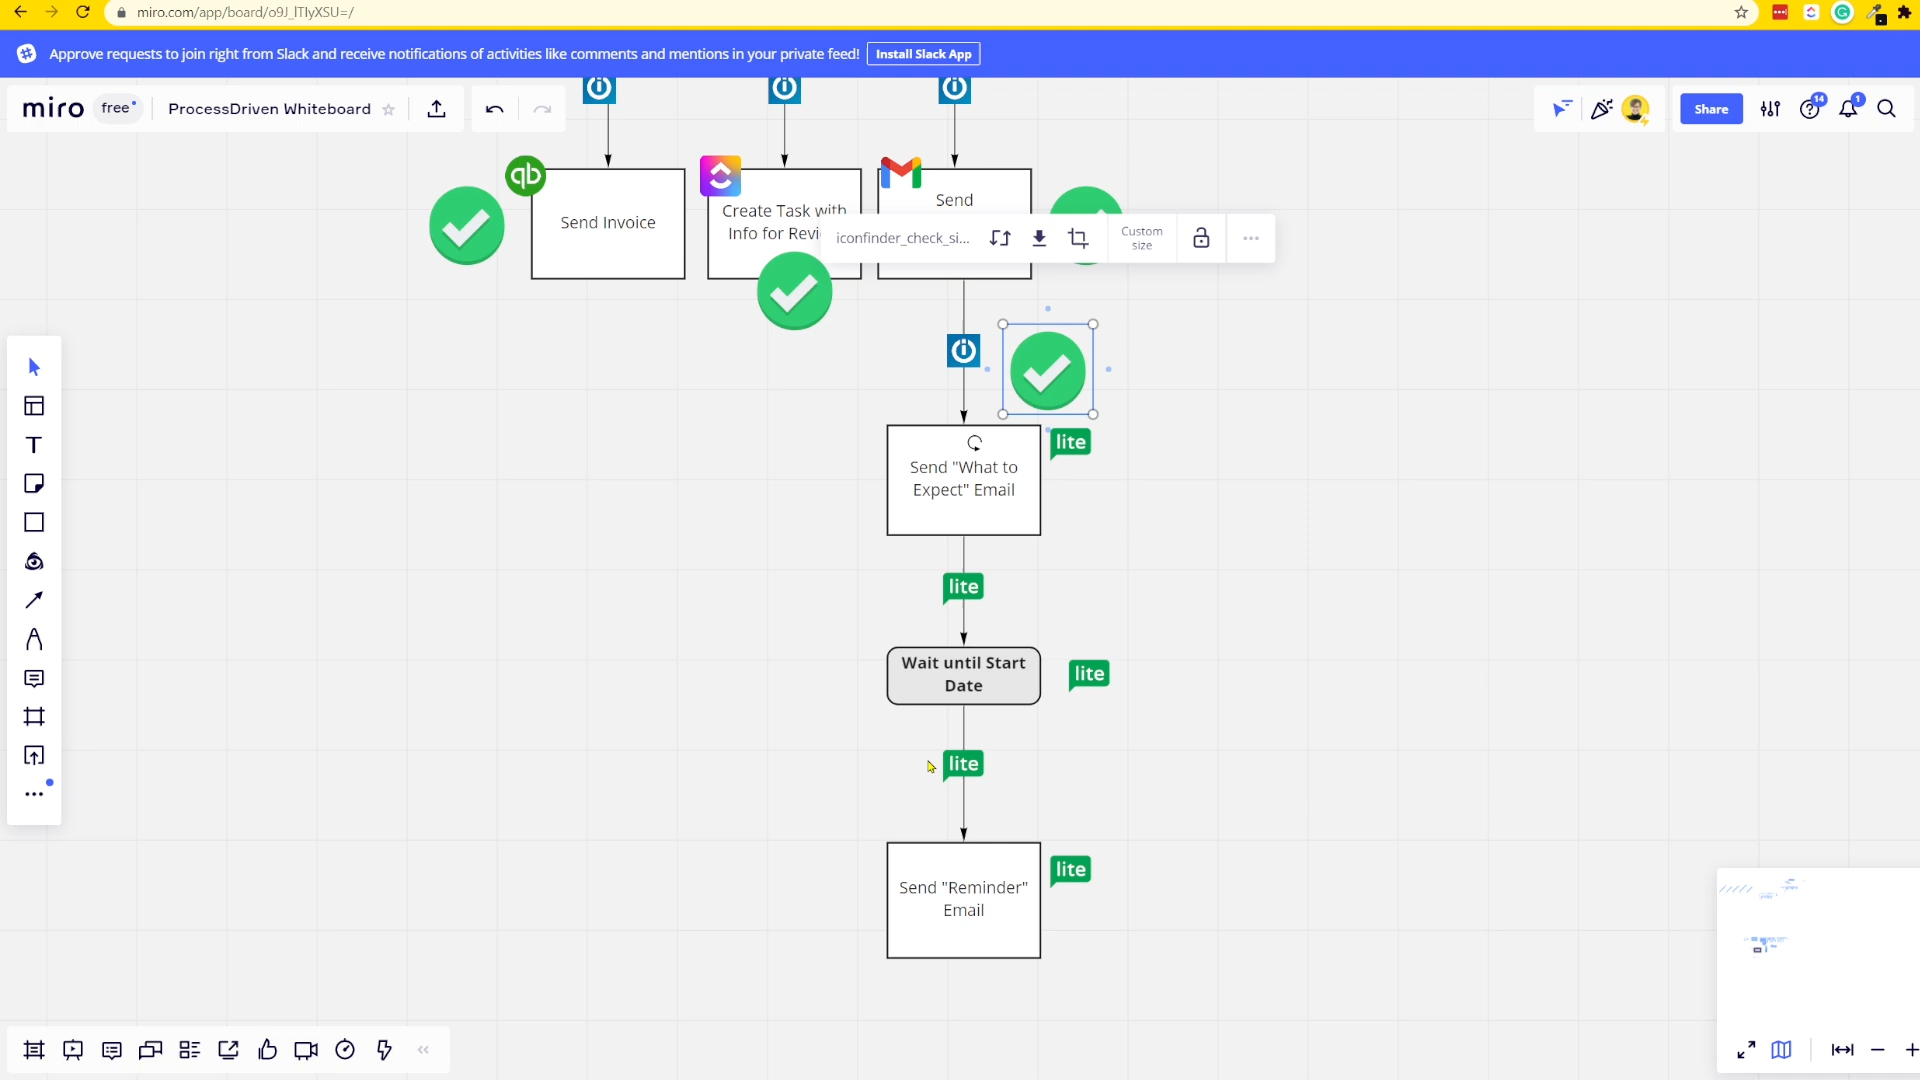 miro.com/app/board/o9J_lTIyXSU=/
Approve requests to join right from Slack and receive notifications of activities like comments and mentions in your private feed! Install Slack App
miro free ProcessDriven Whiteboard
Share
14
1
qb
Send Invoice
Create Task with
Info for Revi
Send
iconfinder_check_si...
Custom
size
lite
Send "What to
Expect" Email
lite
Wait until Start
Date
lite
lite
Send "Reminder"
Email
lite